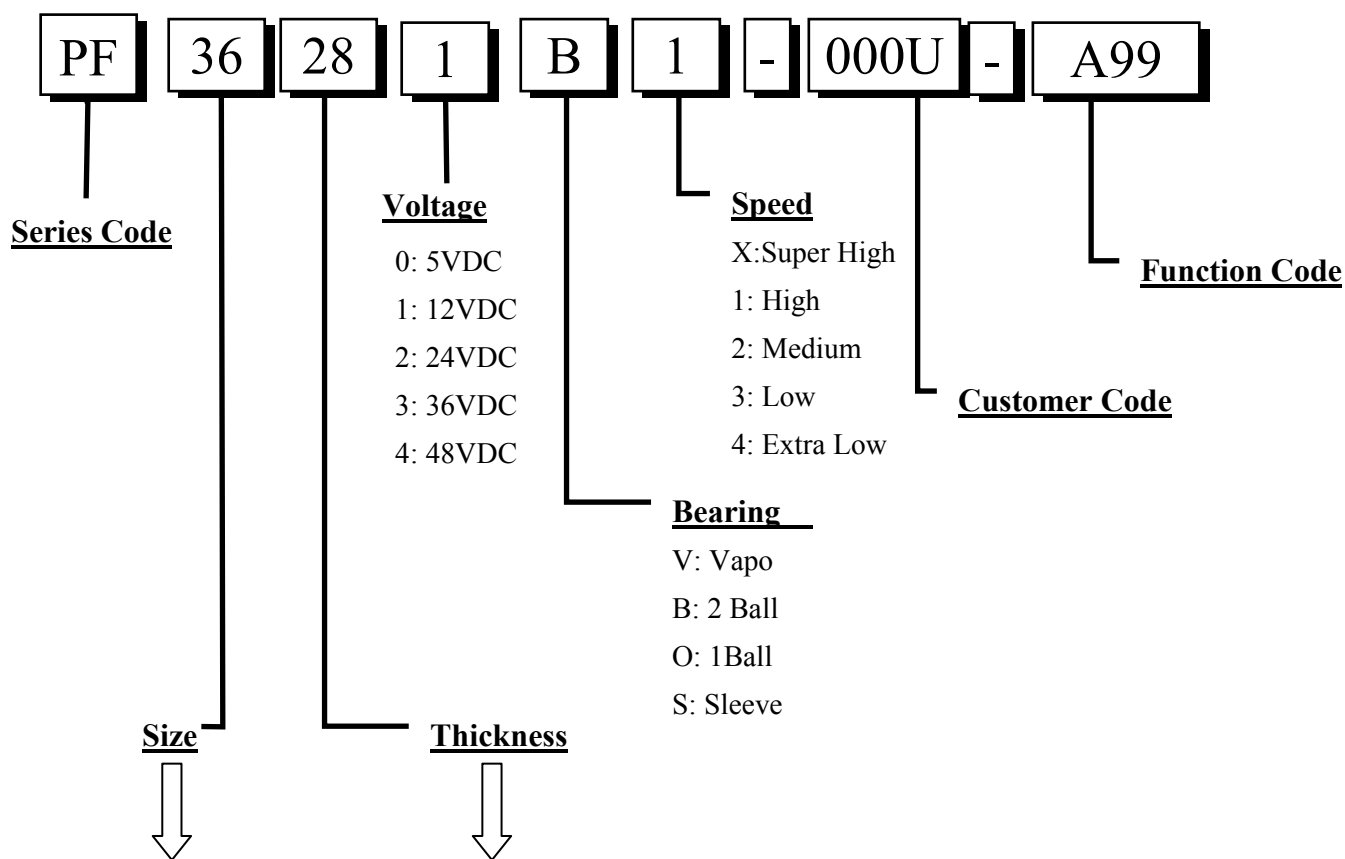 PF 36 28 1 B 1 - 000U - A99
Series Code
Voltage
0: 5VDC
1: 12VDC
2: 24VDC
3: 36VDC
4: 48VDC
Speed
X:Super High
1: High
2: Medium
3: Low
4: Extra Low
Function Code
Customer Code
Bearing
V: Vapo
B: 2 Ball
O: 1Ball
S: Sleeve
Size
Thickness